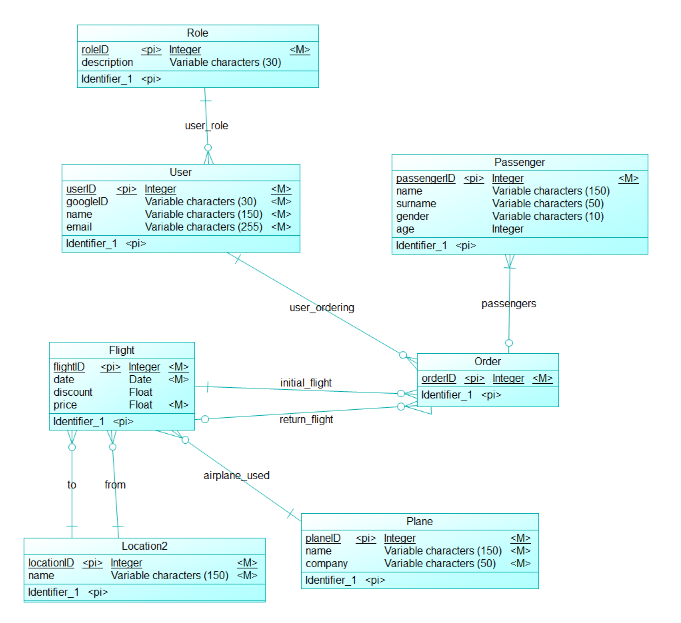 Role
roleID <pi> Integer <M>
description Variable characters (30)
Identifier_1 <pi>
user_role
User
userID <pi> Integer <M>
googleID Variable characters (30) <M>
name Variable characters (150) <M>
email Variable characters (255) <M>
Identifier_1 <pi>
Passenger
passengerID <pi> Integer <M>
name Variable characters (150)
surname Variable characters (50)
gender Variable characters (10)
age Integer
Identifier_1 <pi>
user_ordering
passengers
Flight
flightID <pi> Integer <M>
date Date <M>
discount Float
price Float <M>
Identifier_1 <pi>
initial_flight
return_flight
Order
orderID <pi> Integer <M>
Identifier_1 <pi>
to
from
airplane_used
Location2
locationID <pi> Integer <M>
name Variable characters (150) <M>
Identifier_1 <pi>
Plane
planeID <pi> Integer <M>
name Variable characters (150) <M>
company Variable characters (50) <M>
Identifier_1 <pi>